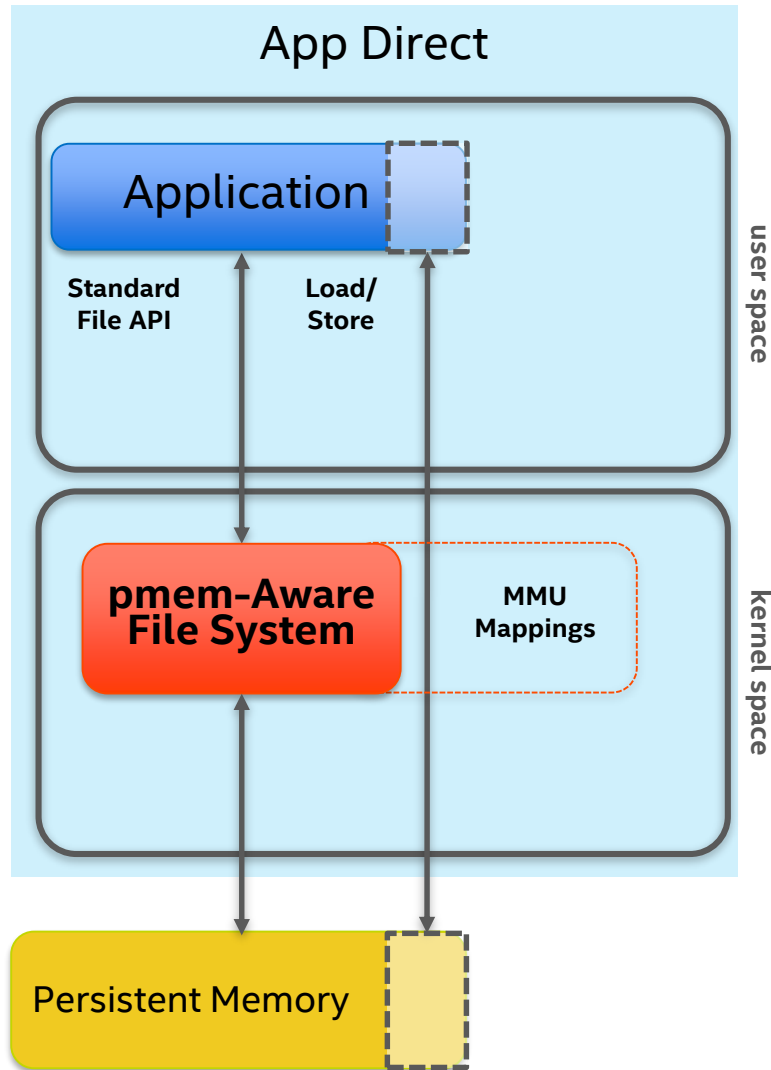 App Direct
Application
Standard
File API
Load/
Store
user space
pmem-Aware
File System
MMU
Mappings
kernel space
Persistent Memory